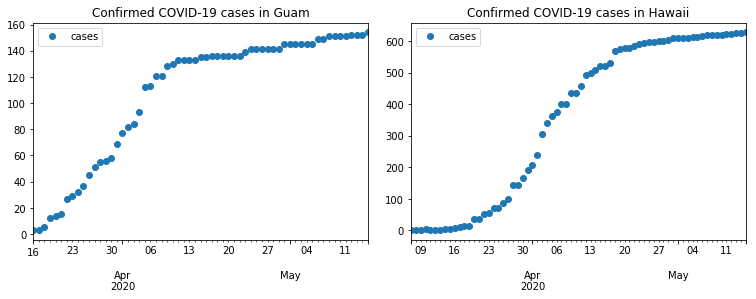 Confirmed COVID-19 cases in Guam
cases
160
140
120
100
80
60
40
20
0
16 23 30 06 13 20 27 04 11
Apr May
2020
Confirmed COVID-19 cases in Hawaii
cases
600
500
400
300
200
100
0
09 16 23 30 06 13 20 27 04 11
Apr May
2020